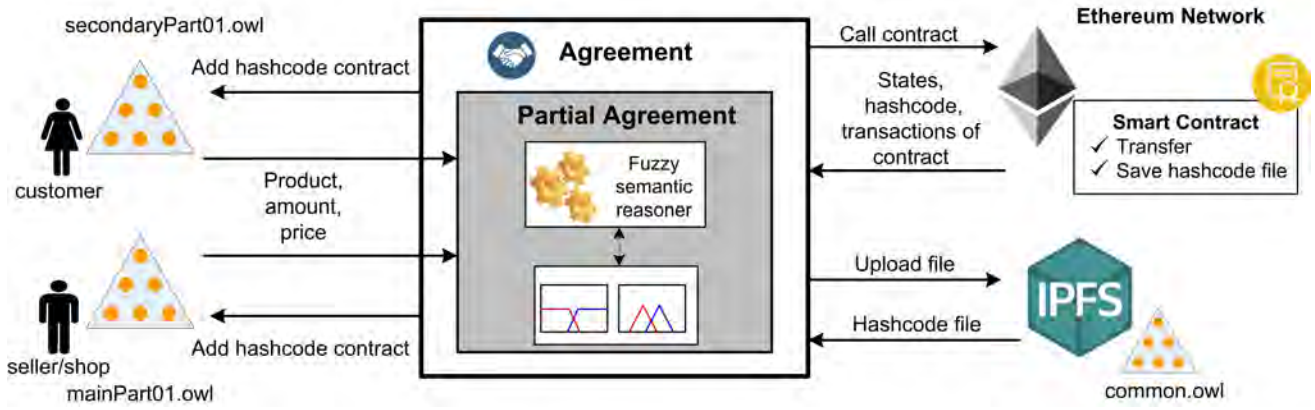 secondaryPart01.owl
customer
Add hashcode contract
Product,
amount,
price
Add hashcode contract
seller/shop
mainPart01.owl
Agreement
Partial Agreement
Fuzzy
semantic
reasoner
Call contract
States,
hashcode,
transactions of
contract
Upload file
Hashcode file
Ethereum Network
Smart Contract
✓ Transfer
✓ Save hashcode file
IPFS
common.owl